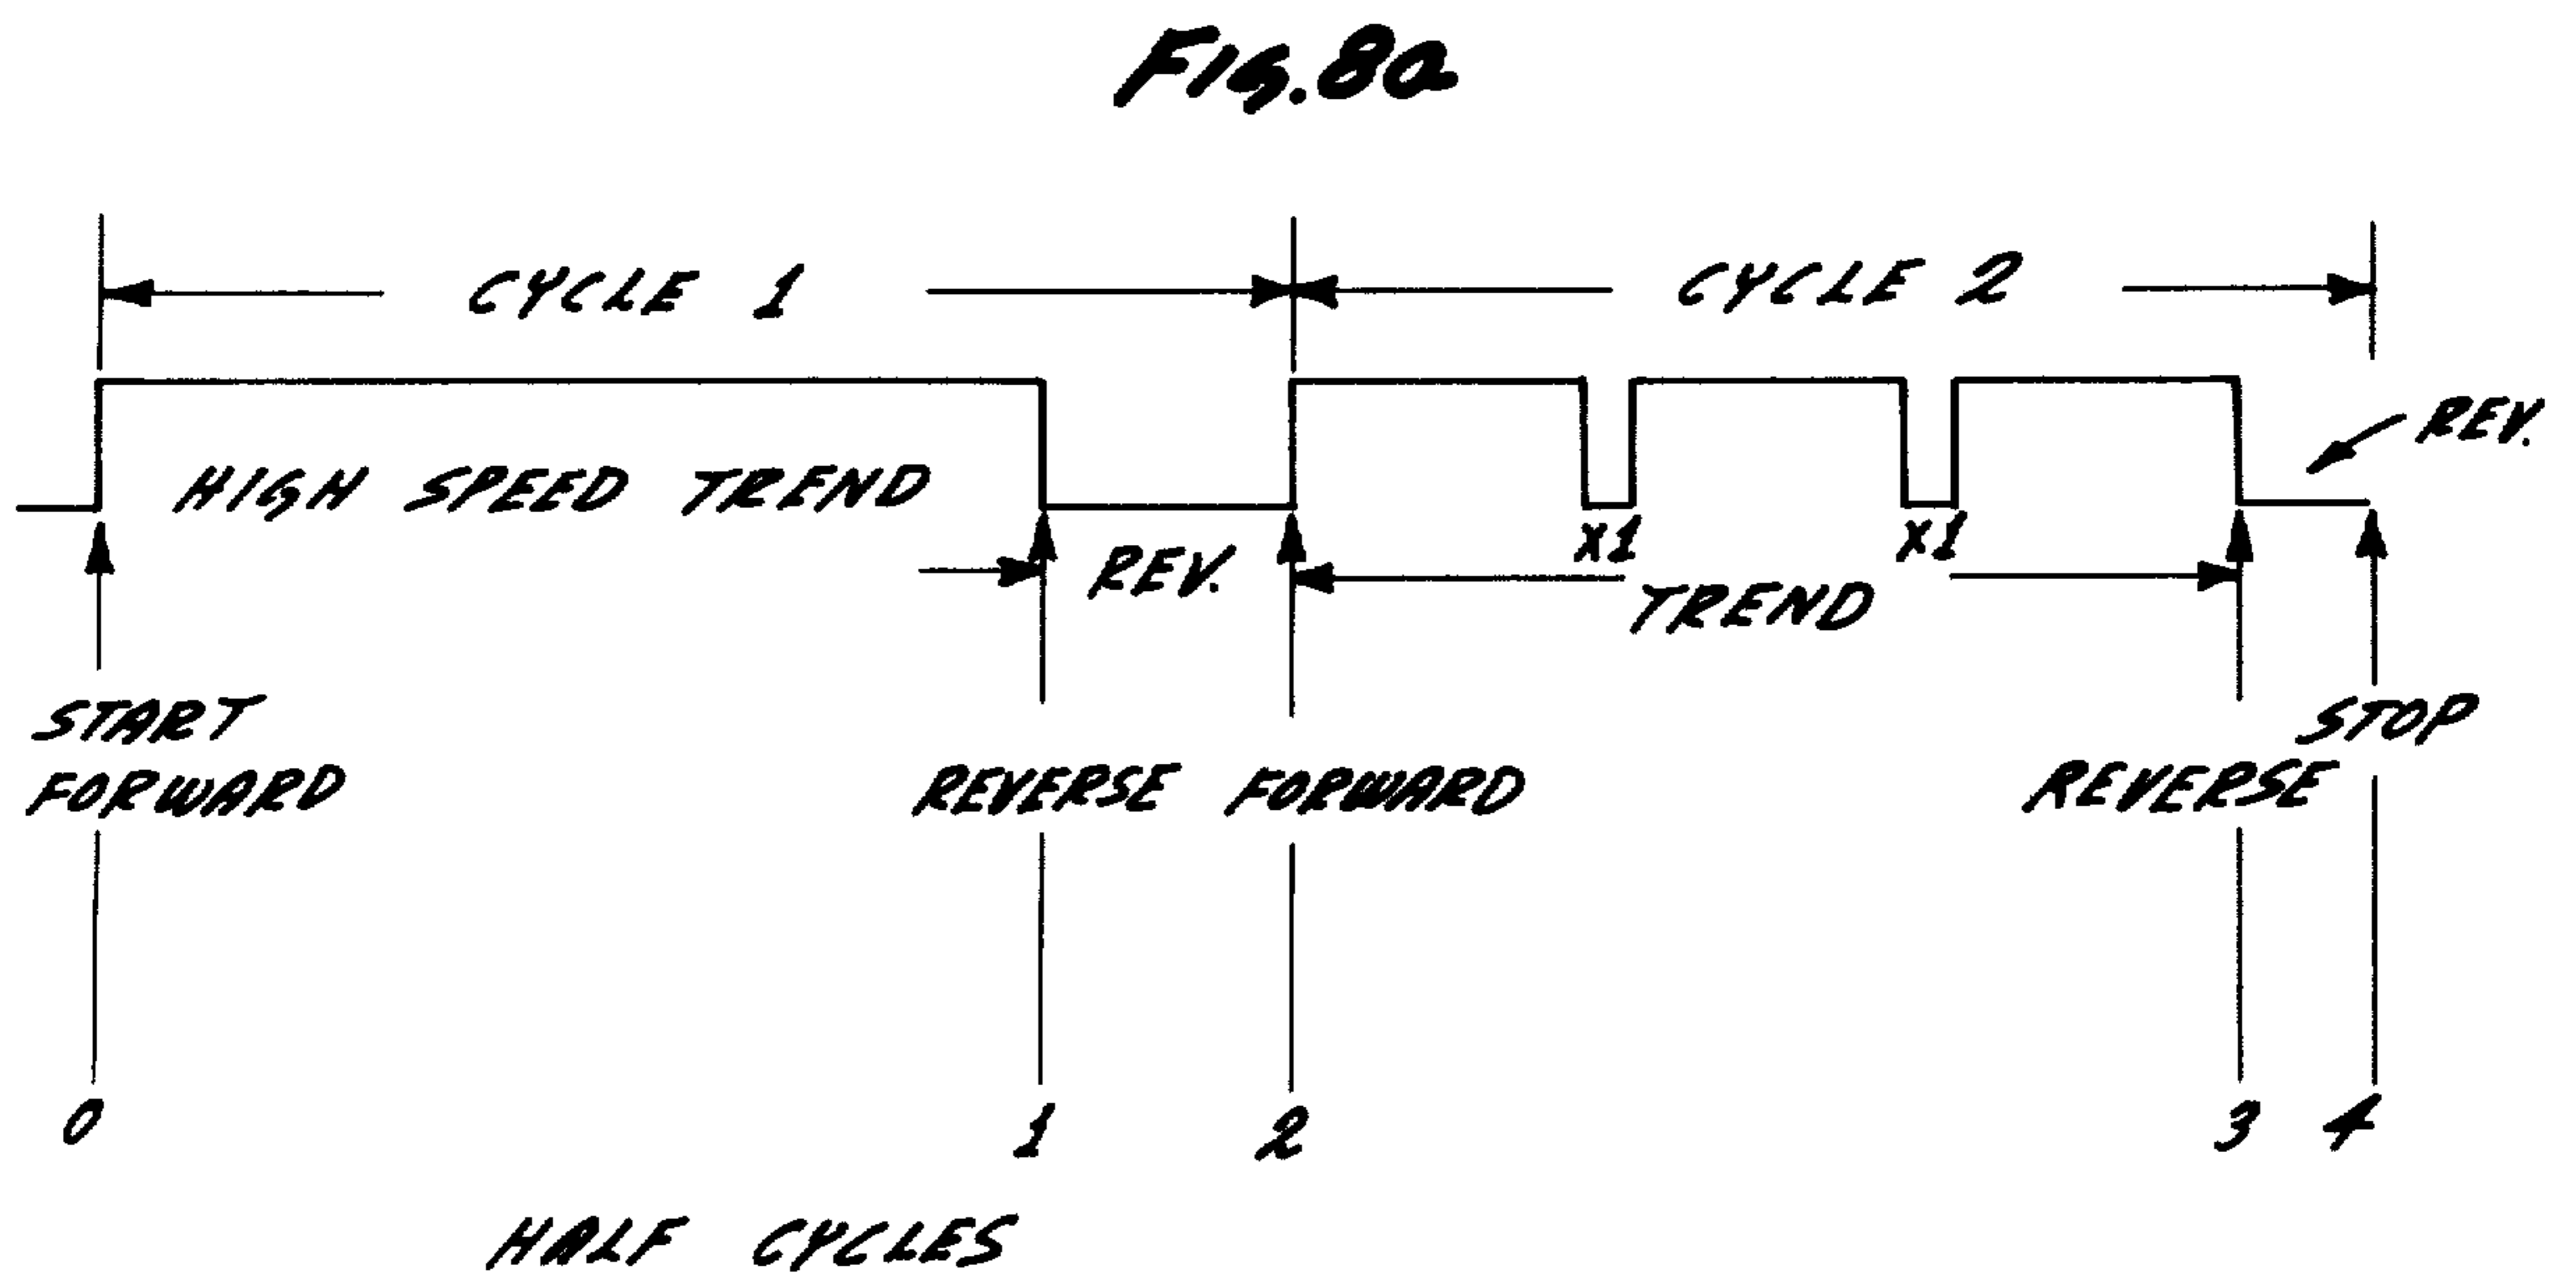 FIG. 8a
CYCLE 1 CYCLE 2
REV.
HIGH SPEED TREND
X1 X1
REV. TREND
START FORWARD
REVERSE
FORWARD
REVERSE
STOP
0 1 2 3 4
HALF CYCLES